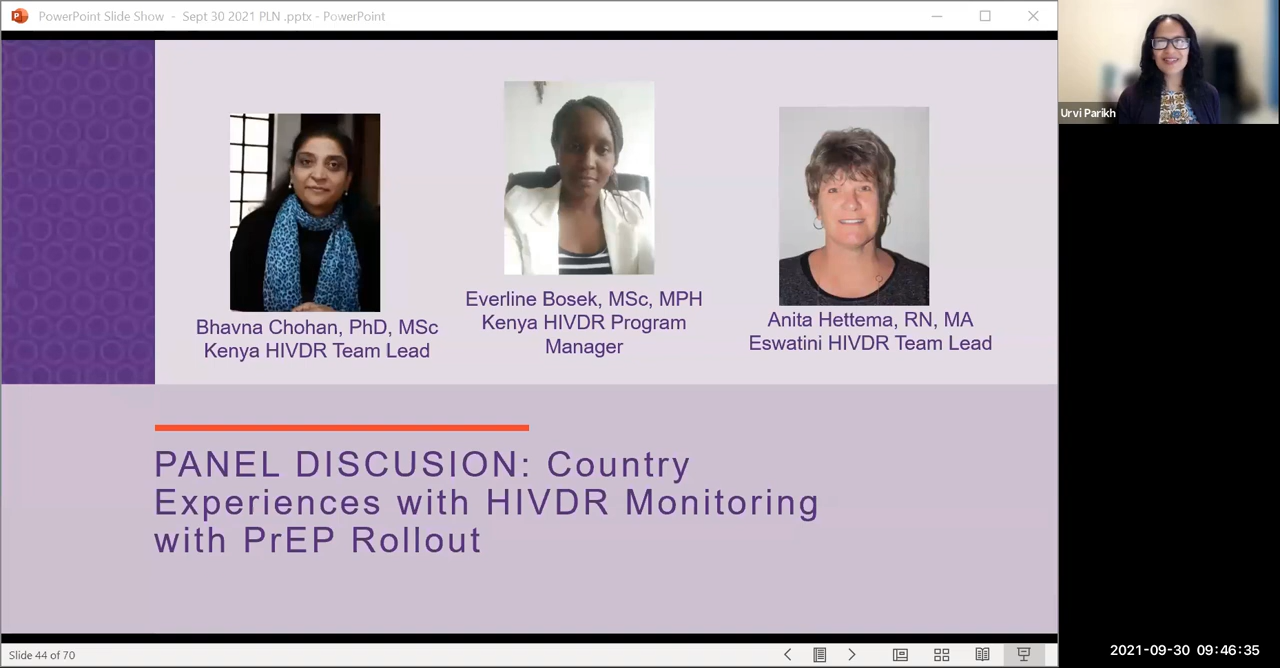 PowerPoint Slide Show - Sept 30 2021 PLN .pptx - PowerPoint
Urvi Parikh
Bhavna Chohan, PhD, MSc
Kenya HIVDR Team Lead
Everline Bosek, MSc, MPH
Kenya HIVDR Program
Manager
Anita Hettema, RN, MA
Eswatini HIVDR Team Lead
PANEL DISCUSION: Country
Experiences with HIVDR Monitoring
with PrEP Rollout
Slide 44 of 70
2021-09-30 09:46:35